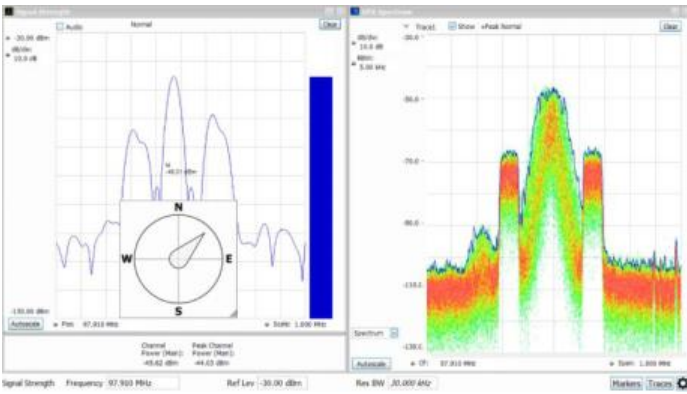 Signal Strength
Audio
Normal
Clear
-30.00 dBm
dB/div:
10.0 dB
M
N
W
E
S
-130.00 dBm
Autoscale
Pos: 97.910 MHz
Scale: 1.000 MHz
Channel Power (Main):
-49.62 dBm
Peak Channel Power (Main):
-44.03 dBm
DPX Spectrum
Trace1
Show
+Peak Normal
Clear
dB/div:
10.0 dB
RBW:
5.00 kHz
-30.0
-50.0
-70.0
-90.0
-110.0
-130.0
Spectrum
Autoscale
CF: 97.910 MHz
Span: 1.000 MHz
Signal Strength
Frequency 97.910 MHz
Ref Lev -30.00 dBm
Res BW 30.000 kHz
Markers
Traces